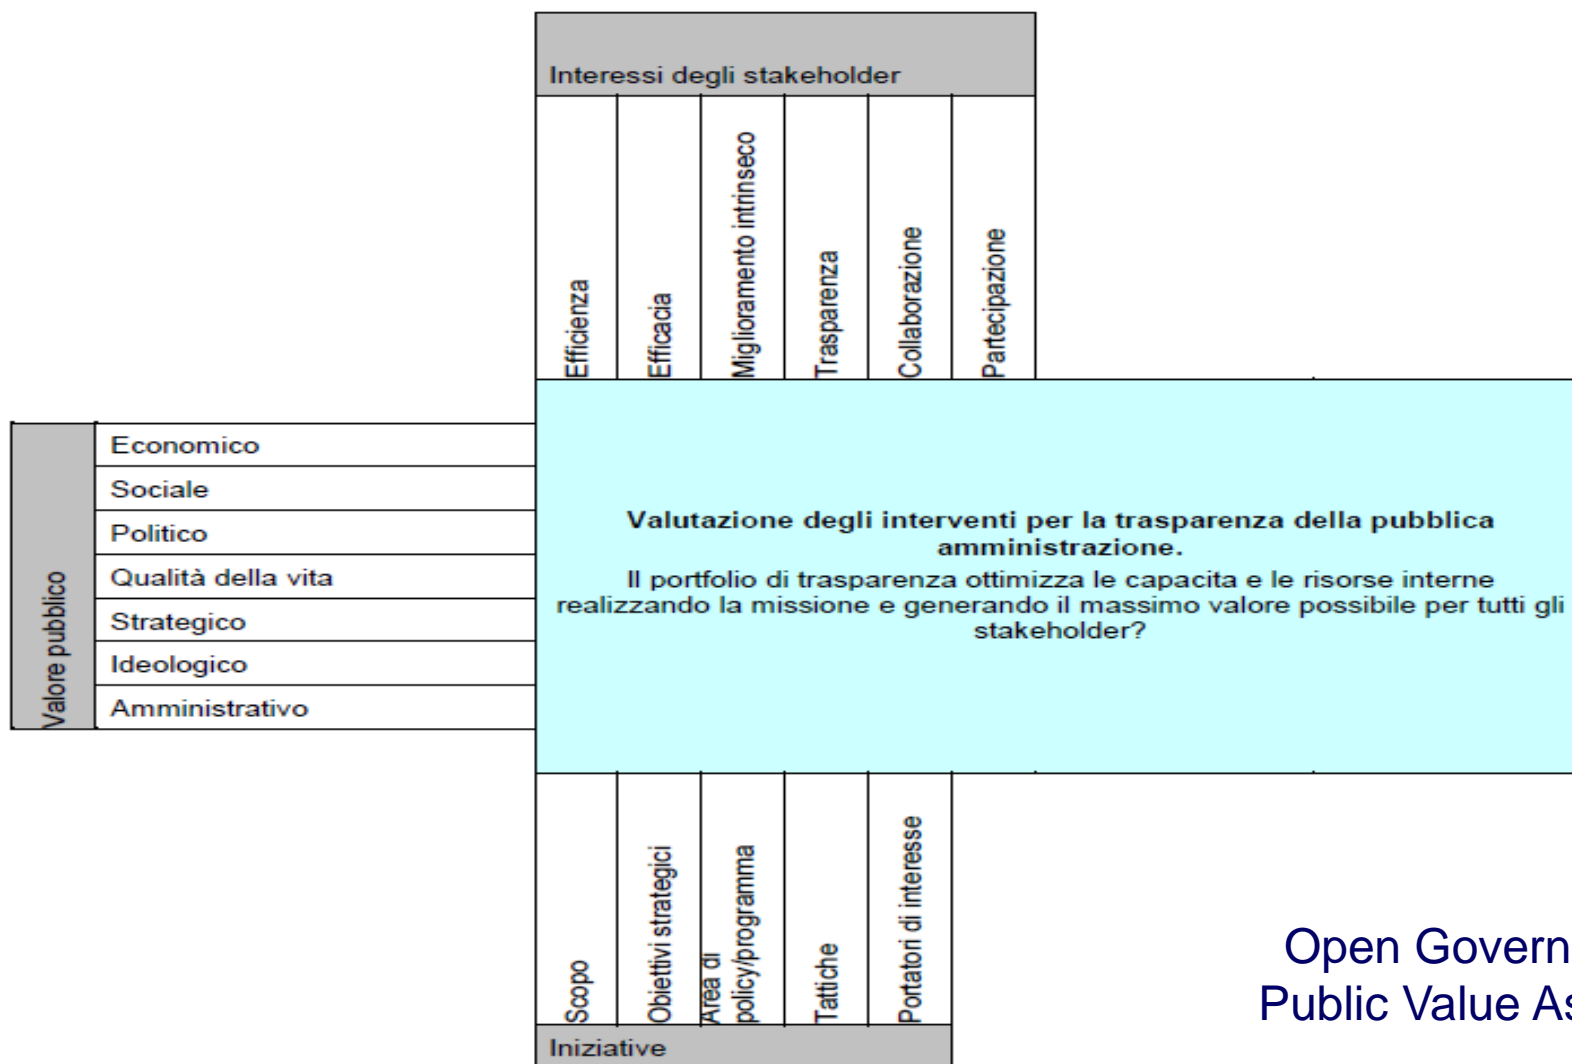 Interessi degli stakeholder
Efficienza
Efficacia
Miglioramento intrinseco
Trasparenza
Collaborazione
Partecipazione
Valore pubblico
Economico
Sociale
Politico
Qualità della vita
Strategico
Ideologico
Amministrativo
Valutazione degli interventi per la trasparenza della pubblica
amministrazione.
Il portfolio di trasparenza ottimizza le capacita e le risorse interne
realizzando la missione e generando il massimo valore possibile per tutti gli
stakeholder?
Scopo
Obiettivi strategici
Area di
policy/programma
Tattiche
Portatori di interesse
Iniziative
Open Govern
Public Value As